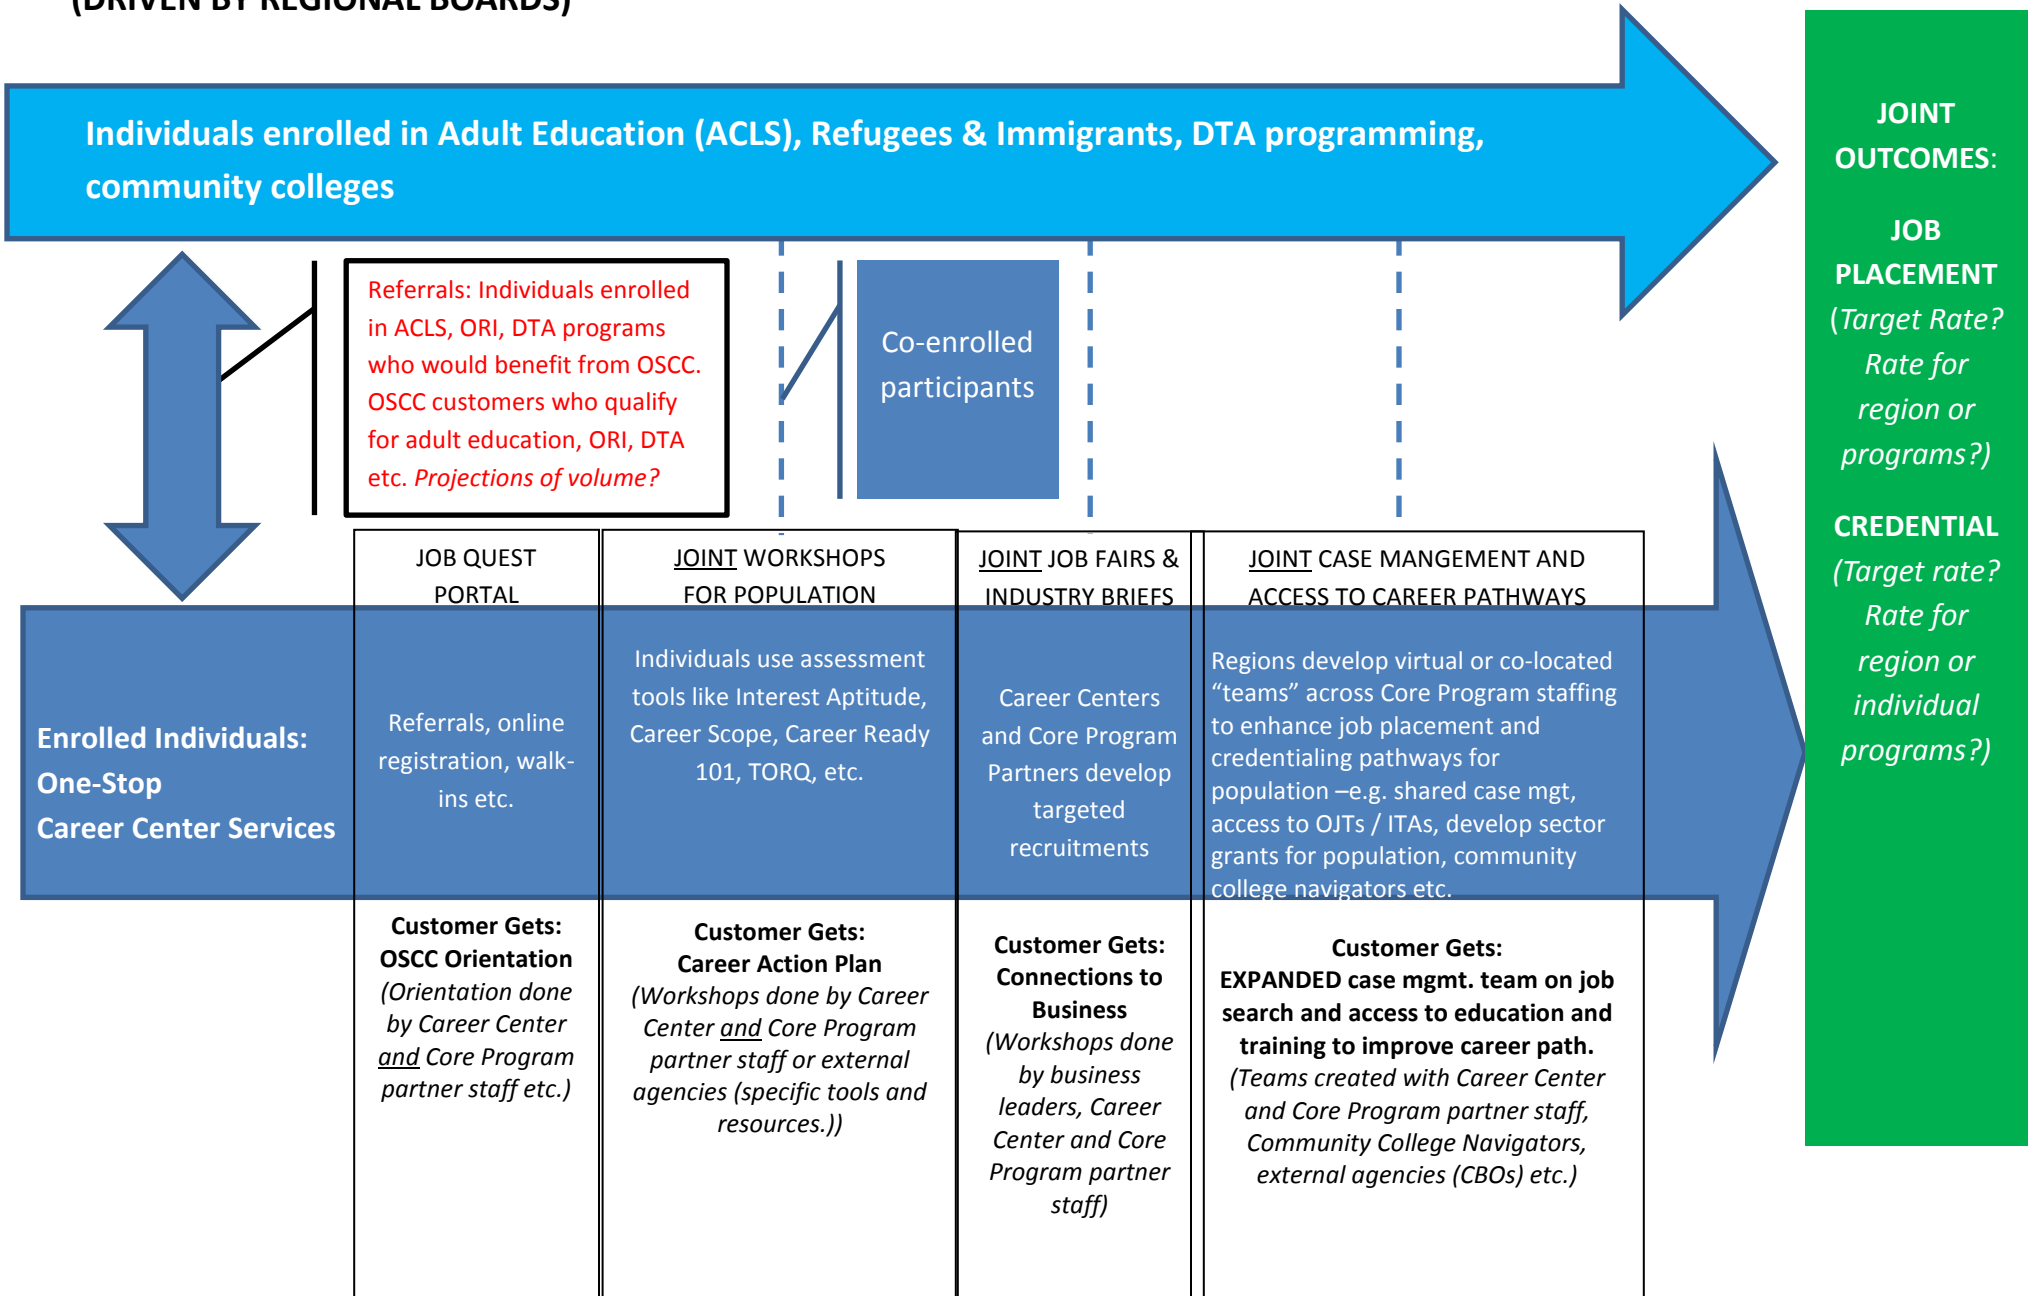 (DRIVEN BY REGIONAL BOARDS)
Individuals enrolled in Adult Education (ACLS), Refugees & Immigrants, DTA programming,
community colleges
Referrals: Individuals enrolled
in ACLS, ORI, DTA programs
who would benefit from OSCC.
OSCC customers who qualify
for adult education, ORI, DTA
etc. Projections of volume?
Co-enrolled
participants
Enrolled Individuals:
One-Stop
Career Center Services
JOB QUEST
PORTAL
Referrals, online
registration, walk-
ins etc.
Customer Gets:
OSCC Orientation
(Orientation done
by Career Center
and Core Program
partner staff etc.)
JOINT WORKSHOPS
FOR POPULATION
Individuals use assessment
tools like Interest Aptitude,
Career Scope, Career Ready
101, TORQ, etc.
Customer Gets:
Career Action Plan
(Workshops done by Career
Center and Core Program
partner staff or external
agencies (specific tools and
resources.))
JOINT JOB FAIRS &
INDUSTRY BRIEFS
Career Centers
and Core Program
Partners develop
targeted
recruitments
Customer Gets:
Connections to
Business
(Workshops done
by business
leaders, Career
Center and Core
Program partner
staff)
JOINT CASE MANGEMENT AND
ACCESS TO CAREER PATHWAYS
Regions develop virtual or co-located
“teams” across Core Program staffing
to enhance job placement and
credentialing pathways for
population –e.g. shared case mgt,
access to OJTs / ITAs, develop sector
grants for population, community
college navigators etc.
Customer Gets:
EXPANDED case mgmt. team on job
search and access to education and
training to improve career path.
(Teams created with Career Center
and Core Program partner staff,
Community College Navigators,
external agencies (CBOs) etc.)
JOINT
OUTCOMES:
JOB
PLACEMENT
(Target Rate?
Rate for
region or
programs?)
CREDENTIAL
(Target rate?
Rate for
region or
individual
programs?)